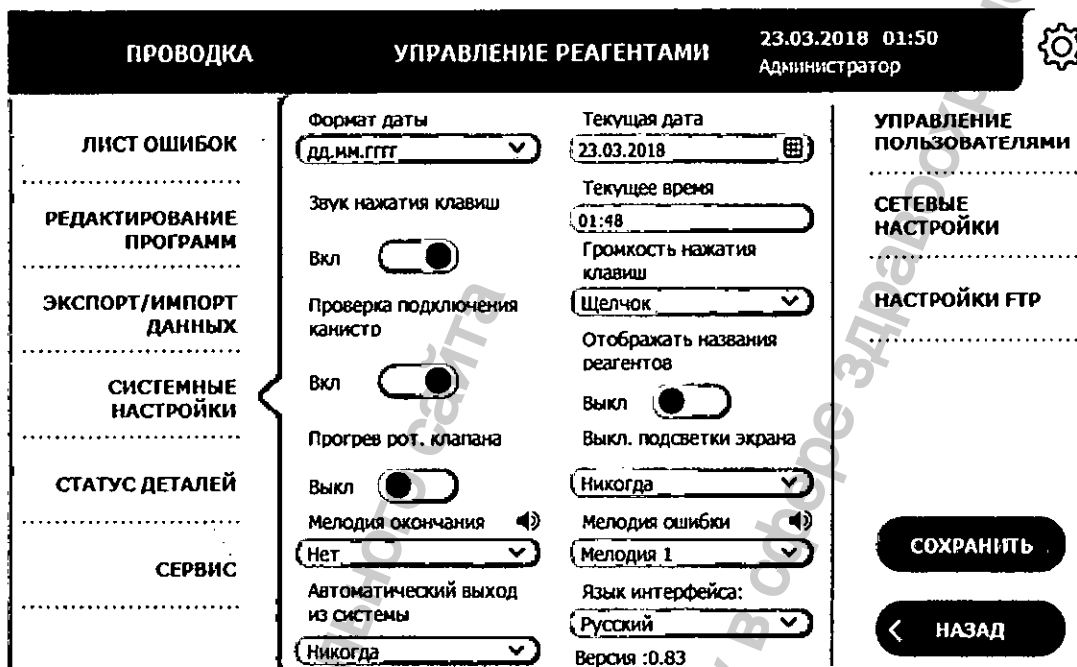 ПРОВОДКА
УПРАВЛЕНИЕ РЕАГЕНТАМИ
23.03.2018 01:50
Администратор
ЛИСТ ОШИБОК
РЕДАКТИРОВАНИЕ
ПРОГРАММ
ЭКСПОРТ/ИМПОРТ
ДАННЫХ
СИСТЕМНЫЕ
НАСТРОЙКИ
СТАТУС ДЕТАЛЕЙ
СЕРВИС
Формат даты
дд.мм.гггг
Звук нажатия клавиш
Вкл
Проверка подключения
канистр
Вкл
Прогрев рот. клапана
Выкл
Мелодия окончания
Нет
Автоматический выход
из системы
Никогда
Текущая дата
23.03.2018
Текущее время
01:48
Громкость нажатия
клавиш
Щелчок
Отображать названия
реагентов
Выкл
Выкл. подсветки экрана
Никогда
Мелодия ошибки
Мелодия 1
Язык интерфейса:
Русский
Версия :0.83
УПРАВЛЕНИЕ
ПОЛЬЗОВАТЕЛЯМИ
СЕТЕВЫЕ
НАСТРОЙКИ
НАСТРОЙКИ FTP
СОХРАНИТЬ
НАЗАД
сайта
в сфере